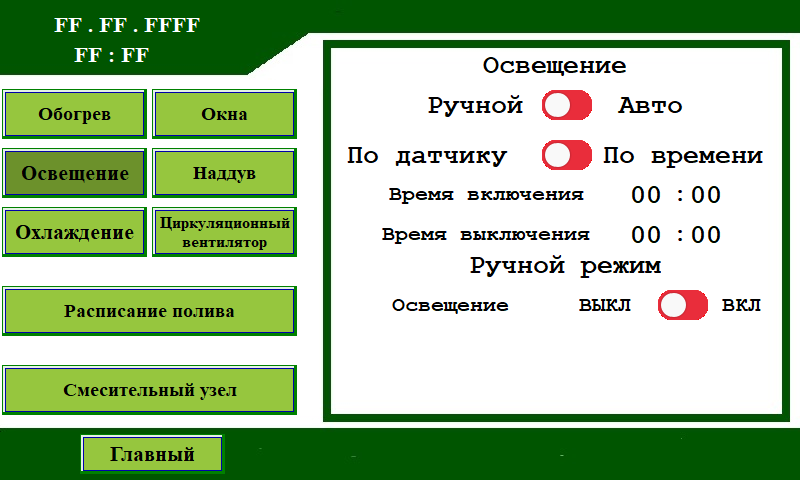 FF . FF . FFFF
FF : FF
Обогрев
Окна
Освещение
Наддув
Охлаждение
Циркуляционный
вентилятор
Расписание полива
Смесительный узел
Главный
Освещение
Ручной Авто
По датчику По времени
Время включения 00 : 00
Время выключения 00 : 00
Ручной режим
Освещение ВЫКЛ ВКЛ